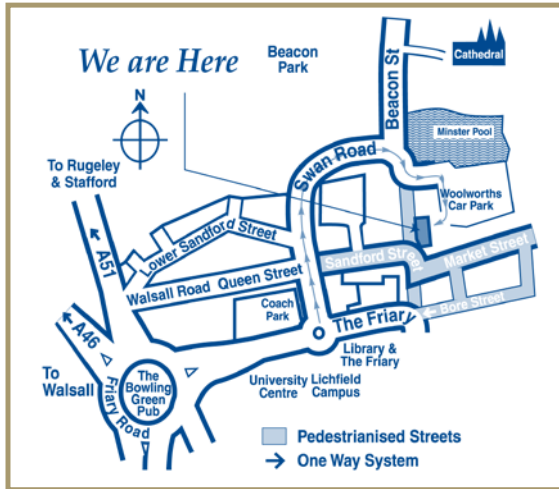 We are Here
Beacon
Park
Beacon St
Cathedral
N
Minster Pool
To Rugeley
& Stafford
Swan Road
Woolworths
Car Park
Lower Sandford Street
A51
Sandford Street
Market Street
Walsall Road Queen Street
Coach
Park
Bore Street
The Friary
A46
Library &
The Friary
To
Walsall
The
Bowling
Green
Pub
University Lichfield
Centre Campus
Friary Road
Pedestrianised Streets
One Way System